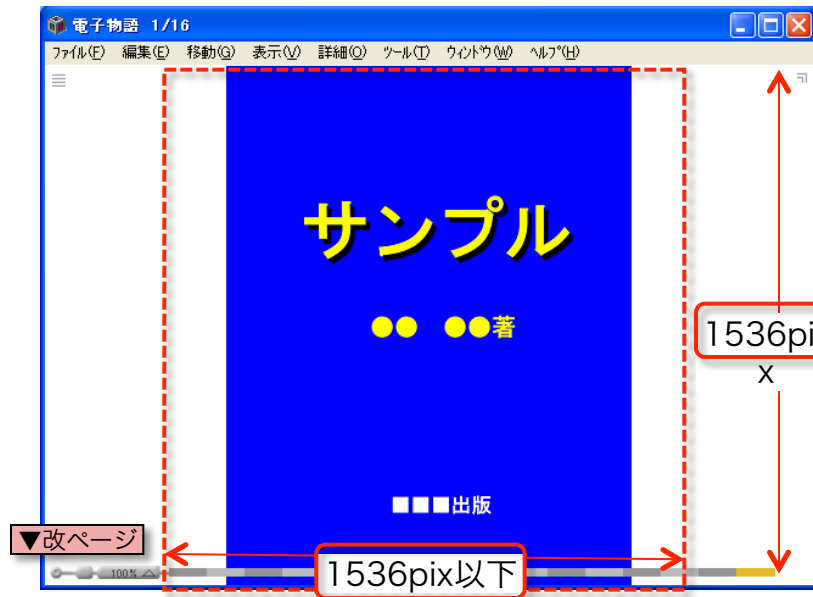 電子物語 1/16
ファイル(F) 編集(E) 移動(G) 表示(V) 詳細(O) ツール(T) ウィンドウ(W) ヘルプ(H)
サンプル
●● ●●著
1536pi
x
■■■出版
▼改ページ
100%
1536pix以下